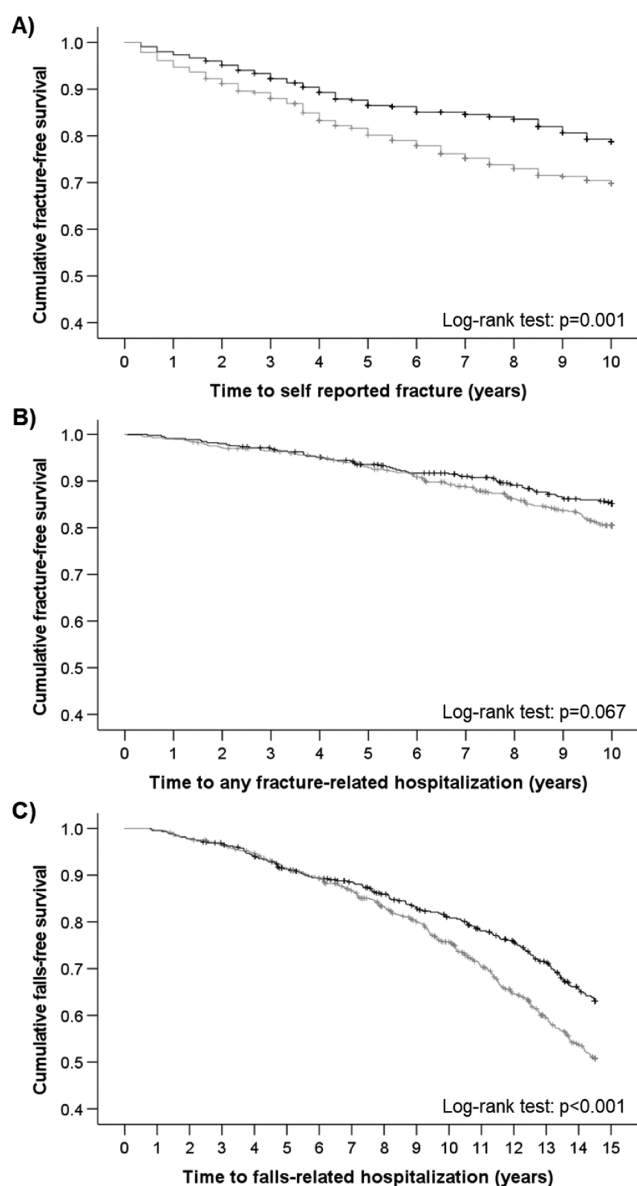 A)
Cumulative fracture-free survival
1.0
0.9
0.8
0.7
0.6
0.5
0.4
Log-rank test: p=0.001
0 1 2 3 4 5 6 7 8 9 10
Time to self reported fracture (years)
B)
Cumulative fracture-free survival
1.0
0.9
0.8
0.7
0.6
0.5
0.4
Log-rank test: p=0.067
0 1 2 3 4 5 6 7 8 9 10
Time to any fracture-related hospitalization (years)
C)
Cumulative falls-free survival
1.0
0.9
0.8
0.7
0.6
0.5
0.4
Log-rank test: p<0.001
0 1 2 3 4 5 6 7 8 9 10 11 12 13 14 15
Time to falls-related hospitalization (years)